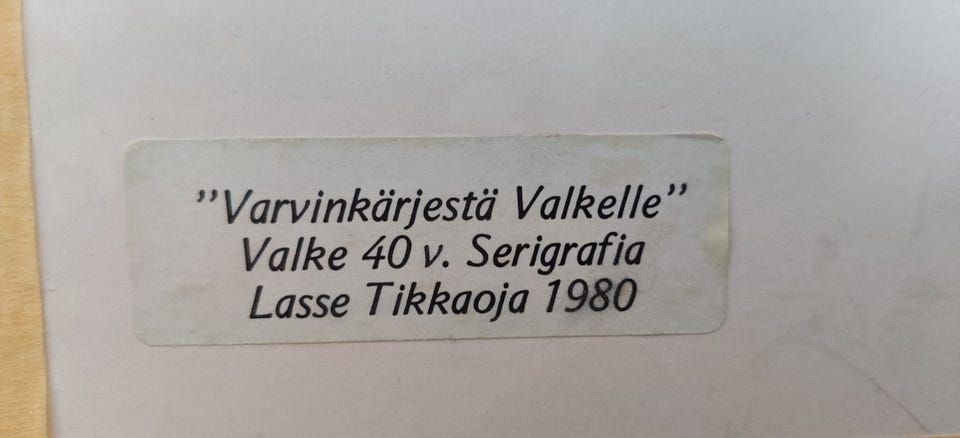 "Varvinkärjestä Valkelle"
Valke 40 v. Serigrafia
Lasse Tikkaoja 1980